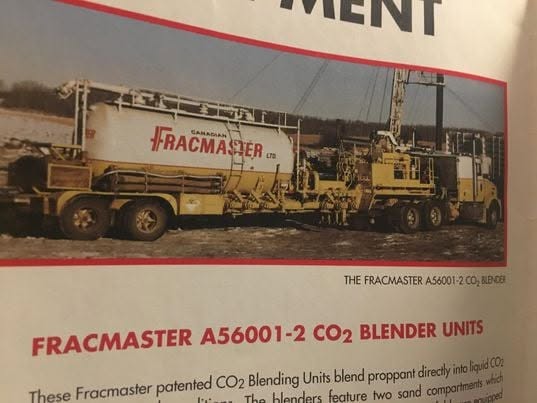 MENT
CANADIAN
FRACMASTER LTD.
THE FRACMASTER A56001-2 CO2 BLENDER
FRACMASTER A56001-2 CO2 BLENDER UNITS
These Fracmaster patented CO2 Blending Units blend proppant directly into liquid CO2
The blenders feature two sand compartments which